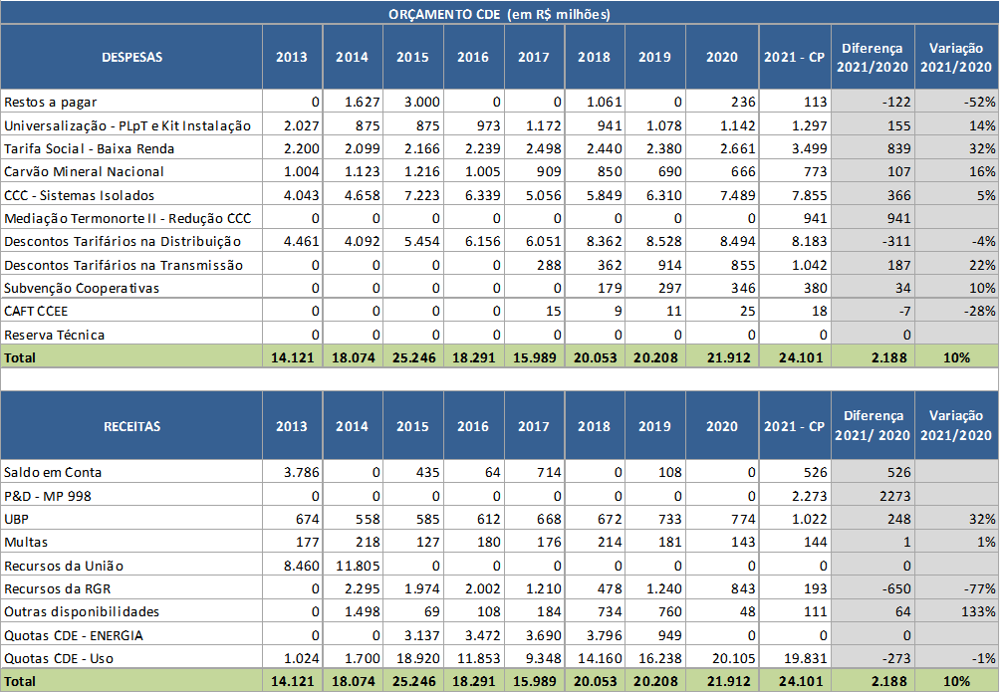 ORÇAMENTO CDE (em R$ milhões)
DESPESAS 2013 2014 2015 2016 2017 2018 2019 2020 2021 - CP Diferença 2021/2020 Variação 2021/2020
Restos a pagar 0 1.627 3.000 0 0 1.061 0 236 113 -122 -52%
Universalização - PLpT e Kit Instalação 2.027 875 875 973 1.172 941 1.078 1.142 1.297 155 14%
Tarifa Social - Baixa Renda 2.200 2.099 2.166 2.239 2.498 2.440 2.380 2.661 3.499 839 32%
Carvão Mineral Nacional 1.004 1.123 1.216 1.005 909 850 690 666 773 107 16%
CCC - Sistemas Isolados 4.043 4.658 7.223 6.339 5.056 5.849 6.310 7.489 7.855 366 5%
Mediação Termonorte II - Redução CCC 0 0 0 0 0 0 0 0 941 941
Descontos Tarifários na Distribuição 4.461 4.092 5.454 6.156 6.051 8.362 8.528 8.494 8.183 -311 -4%
Descontos Tarifários na Transmissão 0 0 0 0 288 362 914 855 1.042 187 22%
Subvenção Cooperativas 0 0 0 0 0 179 297 346 380 34 10%
CAFT CCEE 0 0 0 0 15 9 11 25 18 -7 -28%
Reserva Técnica 0 0 0 0 0 0 0 0 0 0
Total 14.121 18.074 25.246 18.291 15.989 20.053 20.208 21.912 24.101 2.188 10%
RECEITAS 2013 2014 2015 2016 2017 2018 2019 2020 2021 - CP Diferença 2021/ 2020 Variação 2021/2020
Saldo em Conta 3.786 0 435 64 714 0 108 0 526 526
P&D - MP 998 0 0 0 0 0 0 0 0 2.273 2273
UBP 674 558 585 612 668 672 733 774 1.022 248 32%
Multas 177 218 127 180 176 214 181 143 144 1 1%
Recursos da União 8.460 11.805 0 0 0 0 0 0 0 0
Recursos da RGR 0 2.295 1.974 2.002 1.210 478 1.240 843 193 -650 -77%
Outras disponibilidades 0 1.498 69 108 184 734 760 48 111 64 133%
Quotas CDE - ENERGIA 0 0 3.137 3.472 3.690 3.796 949 0 0 0
Quotas CDE - Uso 1.024 1.700 18.920 11.853 9.348 14.160 16.238 20.105 19.831 -273 -1%
Total 14.121 18.074 25.246 18.291 15.989 20.053 20.208 21.912 24.101 2.188 10%